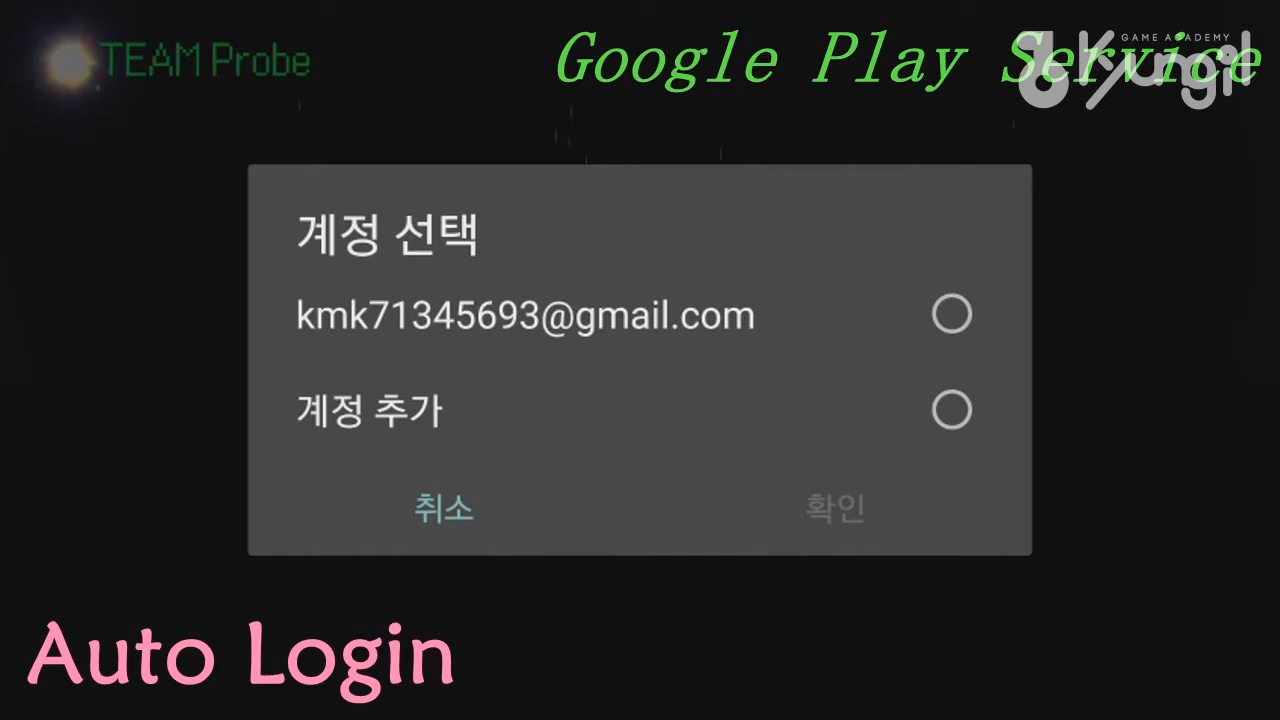 TEAM Probe
Google Play Service
GAME ACADEMY
Kyungil
계정 선택
kmk71345693@gmail.com
계정 추가
취소
확인
Auto Login